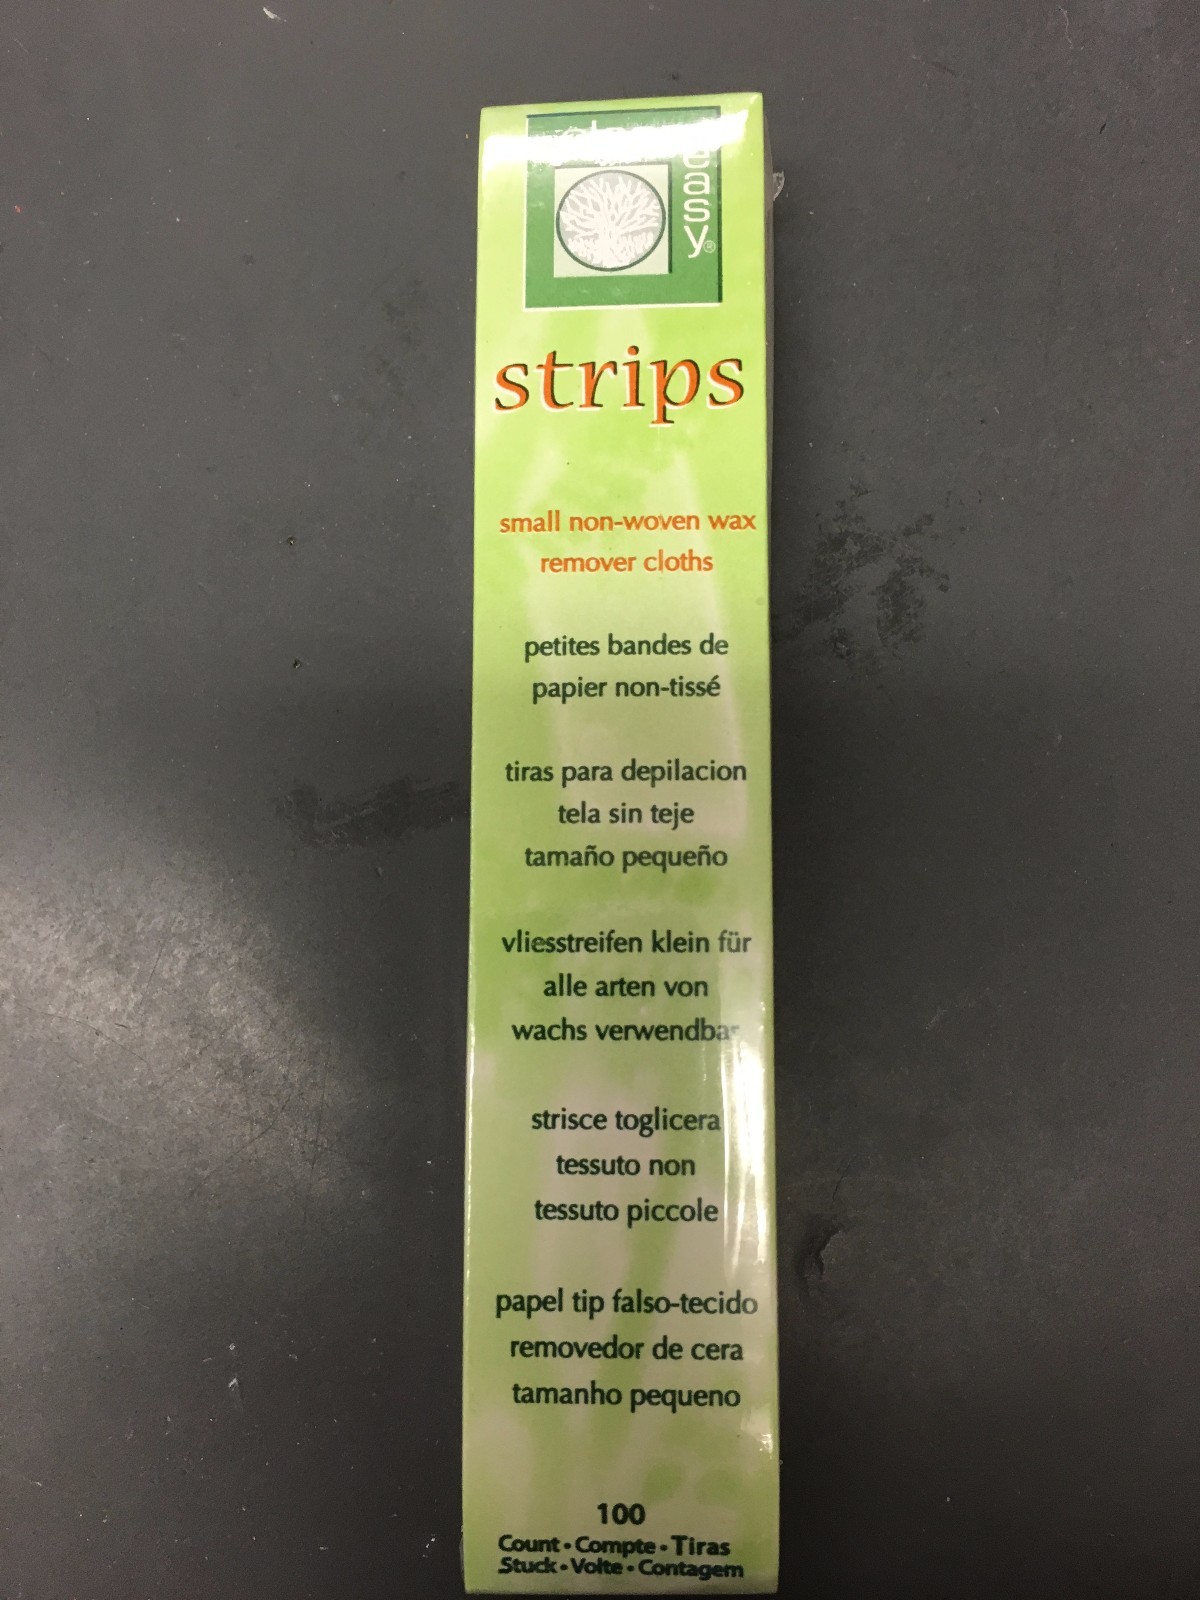 easy®
strips
small non-woven wax
remover cloths
petites bandes de
papier non-tissé
tiras para depilacion
tela sin teje
tamaño pequeño
vliesstreifen klein für
alle arten von
wachs verwendbar
strisce toglicera
tessuto non
tessuto piccole
papel tip falso-tecido
removedor de cera
tamanho pequeno
100
Count • Compte • Tiras
Stuck • Volte • Contagem